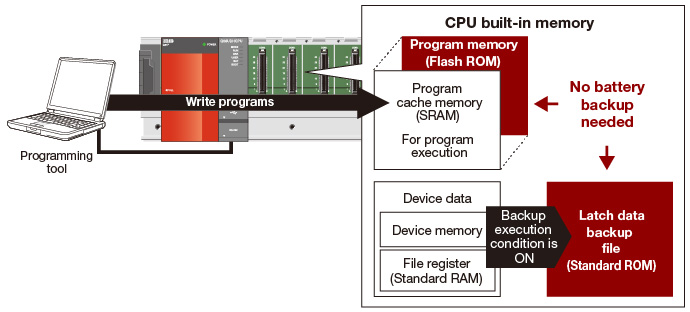 CPU built-in memory
Program memory
(Flash ROM)
Program
cache memory
(SRAM)
For program
execution
No battery
backup
needed
Write programs
Programming
tool
Device data
Device memory
File register
(Standard RAM)
Backup
execution
condition is
ON
Latch data
backup
file
(Standard ROM)